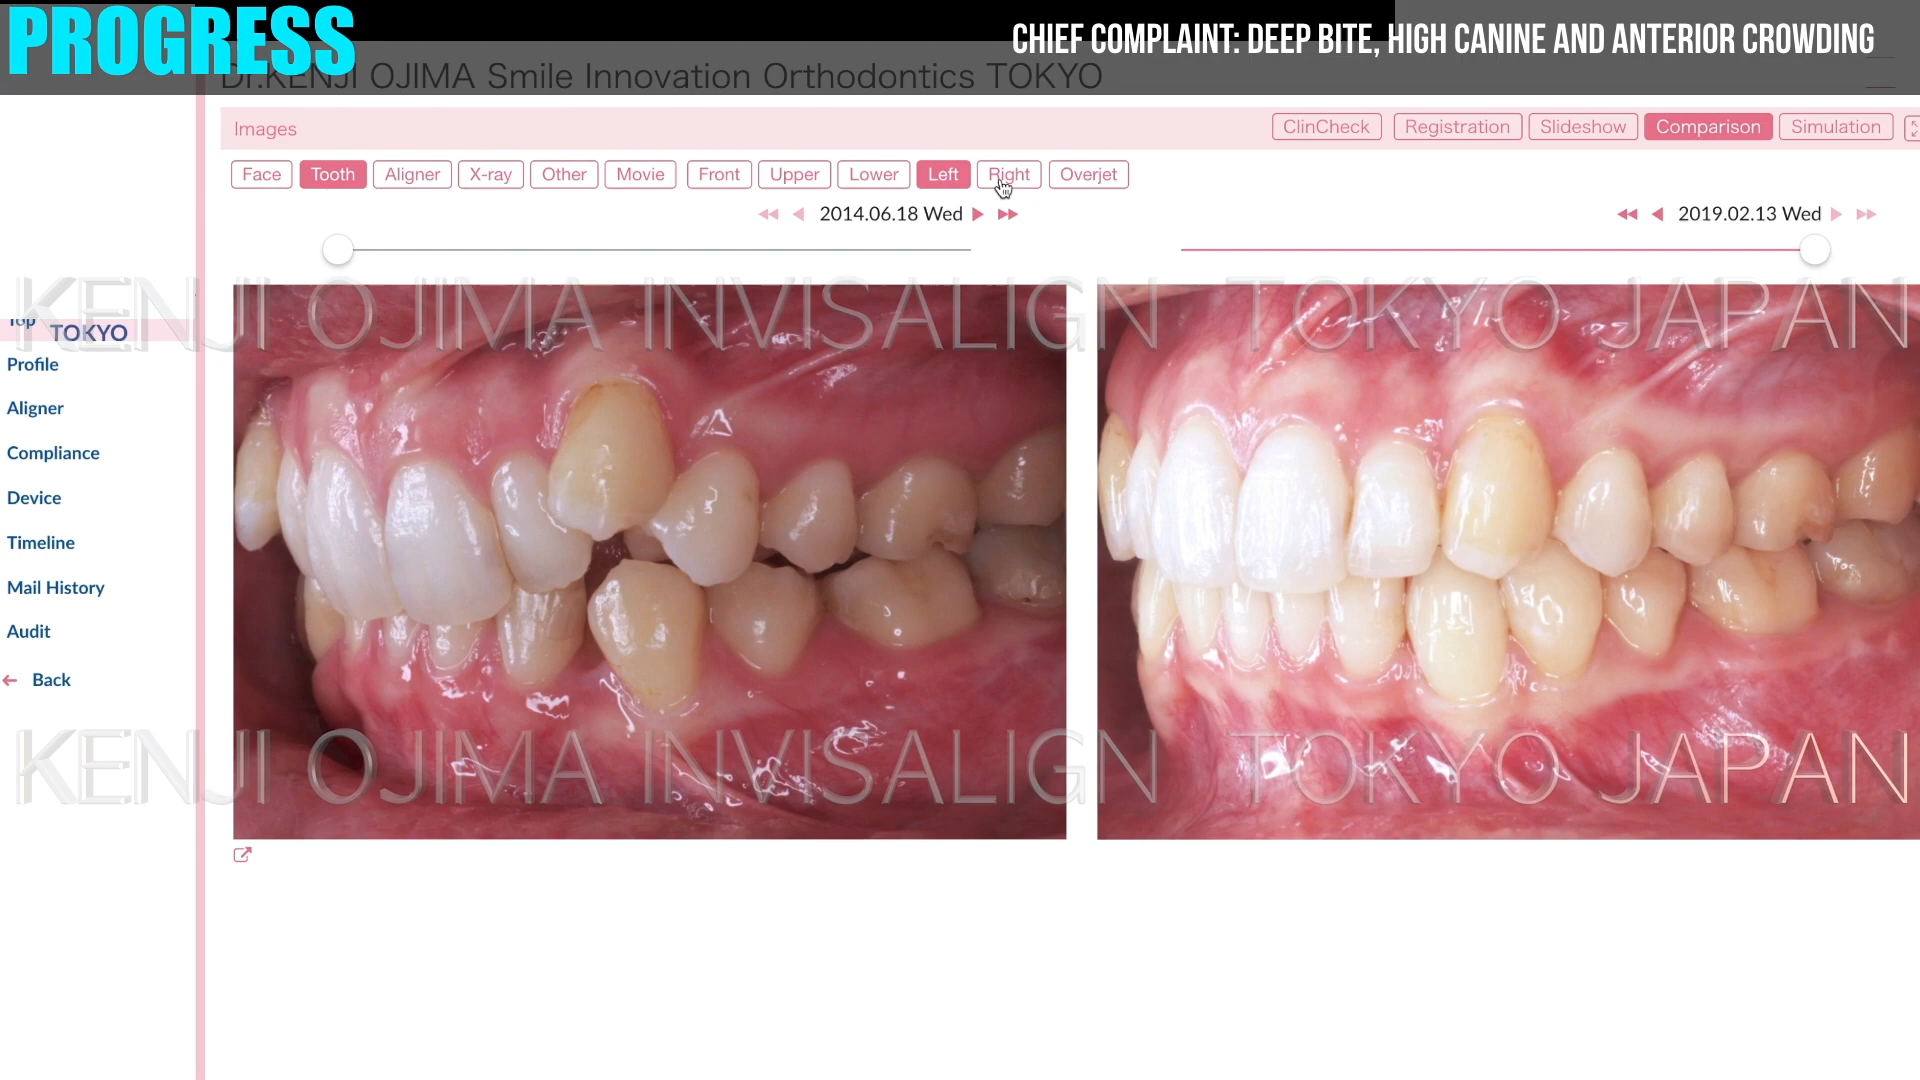 PROGRESS
CHIEF COMPLAINT: DEEP BITE, HIGH CANINE AND ANTERIOR CROWDING
Dr.KENJI OJIMA Smile Innovation Orthodontics TOKYO
Images
ClinCheck Registration Slideshow Comparison Simulation
Face Tooth Aligner X-ray Other Movie Front Upper Lower Left Right Overjet
2014.06.18 Wed 2019.02.13 Wed
KENJI OJIMA INVISALIGN TOKYO JAPAN
Top
TOKYO
Profile
Aligner
Compliance
Device
Timeline
Mail History
Audit
Back
KENJI OJIMA INVISALIGN TOKYO JAPAN